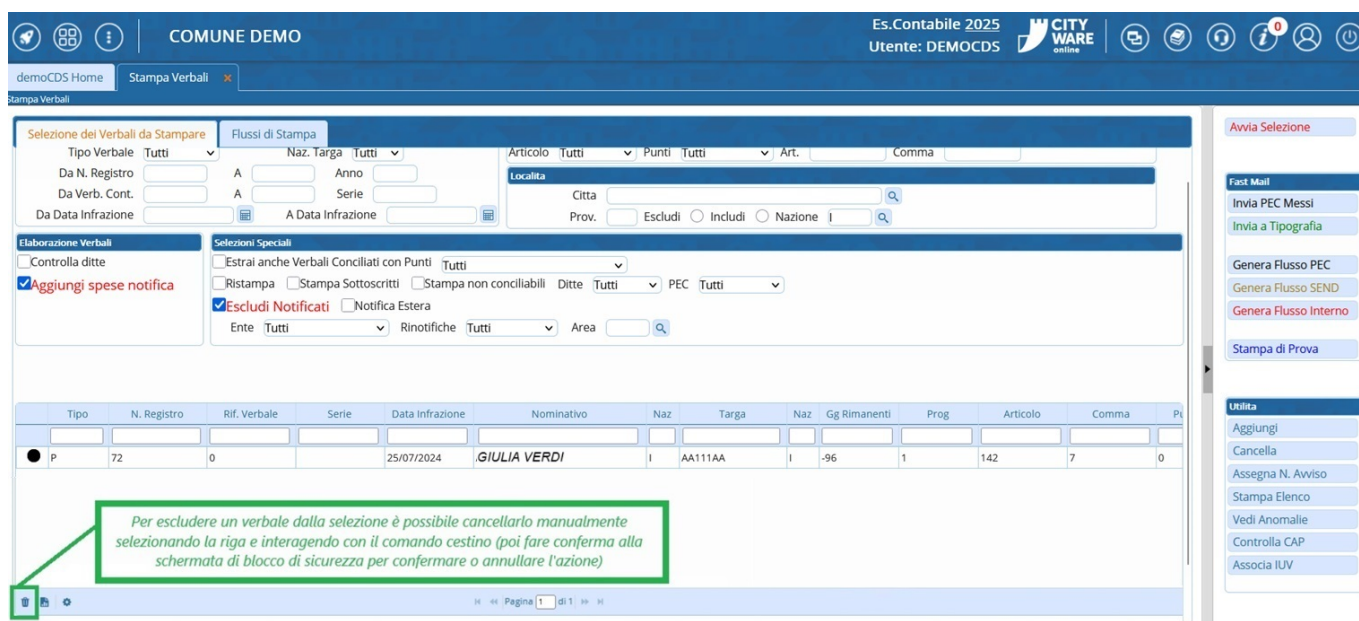 COMUNE DEMO
Es.Contabile 2025
Utente: DEMOCDS
CITY
WARE
online
0
demoCDS Home
Stampa Verbali ×
Stampa Verbali
Selezione dei Verbali da Stampare
Flussi di Stampa
Tipo Verbale Tutti
Naz. Targa Tutti
Articolo Tutti
Punti Tutti
Art.
Comma
Da N. Registro
A
Anno
Da Verb. Cont.
A
Serie
Da Data Infrazione
A Data Infrazione
Localita
Citta
Prov.
Escludi
Includi
Nazione I
Elaborazione Verbali
Controlla ditte
Aggiungi spese notifica
Selezioni Speciali
Estrai anche Verbali Conciliati con Punti Tutti
Ristampa
Stampa Sottoscritti
Stampa non conciliabili
Ditte Tutti
PEC Tutti
Escludi Notificati
Notifica Estera
Ente Tutti
Rinotifiche Tutti
Area
Tipo N. Registro Rif. Verbale Serie Data Infrazione Nominativo Naz Targa Naz Gg Rimanenti Prog Articolo Comma Pu
P 72 0 25/07/2024 GIULIA VERDI I AA111AA I -96 1 142 7 0
Per escludere un verbale dalla selezione è possibile cancellarlo manualmente
selezionando la riga e interagendo con il comando cestino (poi fare conferma alla
schermata di blocco di sicurezza per confermare o annullare l'azione)
Pagina 1 di 1
Avvia Selezione
Fast Mail
Invia PEC Messi
Invia a Tipografia
Genera Flusso PEC
Genera Flusso SEND
Genera Flusso Interno
Stampa di Prova
Utilita
Aggiungi
Cancella
Assegna N. Avviso
Stampa Elenco
Vedi Anomalie
Controlla CAP
Associa IUV